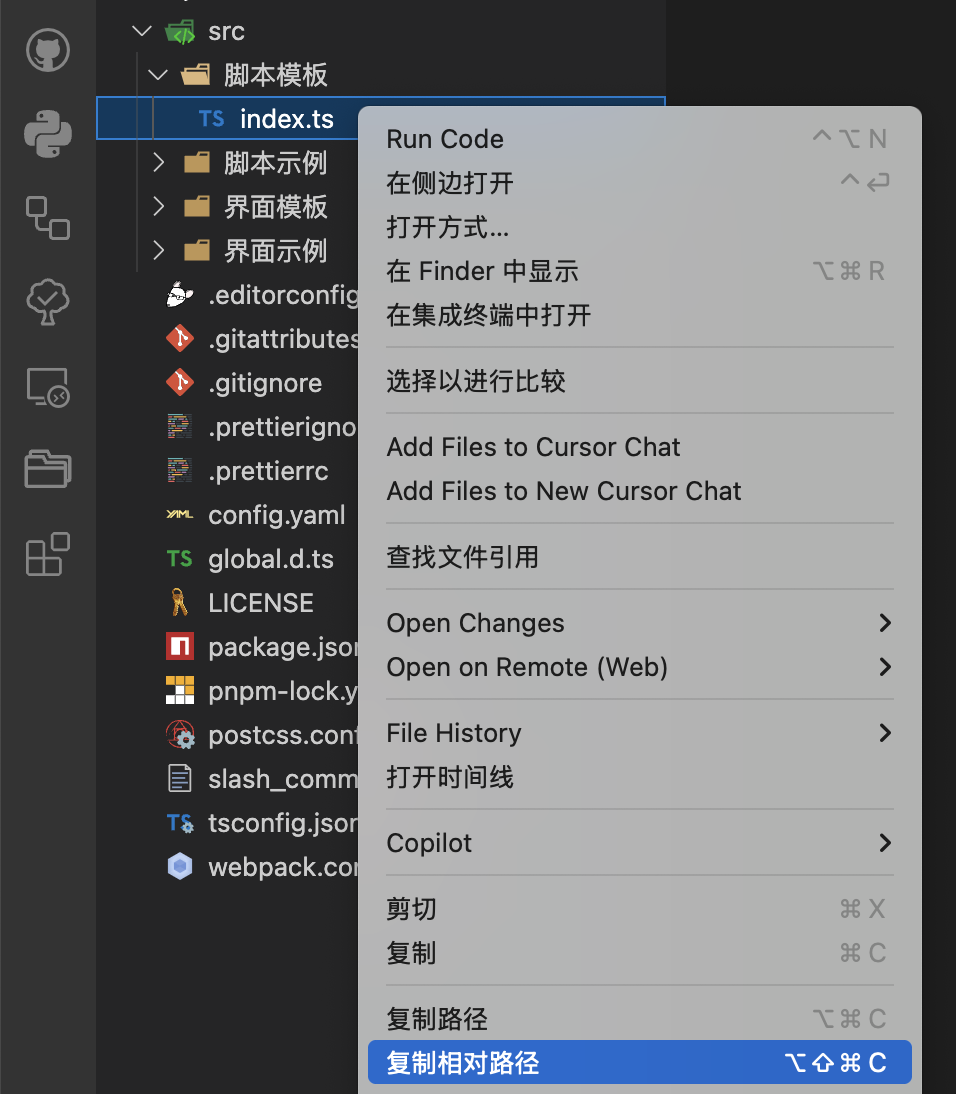 src
脚本模板
TS index.ts
脚本示例
界面模板
界面示例
.editorconfig
.gitattributes
.gitignore
.prettierigno
.prettierrc
YAML config.yaml
TS global.d.ts
LICENSE
package.json
pnpm-lock.y
postcss.conf
slash_comm
TS tsconfig.json
webpack.con
Run Code ^⌥N
在侧边打开 ^⏎
打开方式...
在 Finder 中显示 ⌥⌘R
在集成终端中打开
选择以进行比较
Add Files to Cursor Chat
Add Files to New Cursor Chat
查找文件引用
Open Changes
Open on Remote (Web)
File History
打开时间线
Copilot
剪切 ⌘X
复制 ⌘C
复制路径 ⌥⌘C
复制相对路径 ⌥⇧⌘C